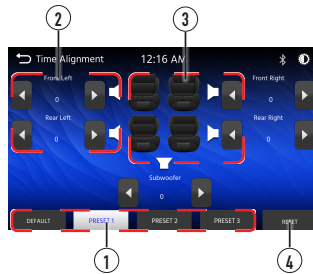 2
3
Time Alignment 12:16 AM
Front Left
Front Right
0
0
Rear Left
Rear Right
0
0
Subwoofer
0
DEFAULT PRESET 1 PRESET 2 PRESET 3 RESET
1
4